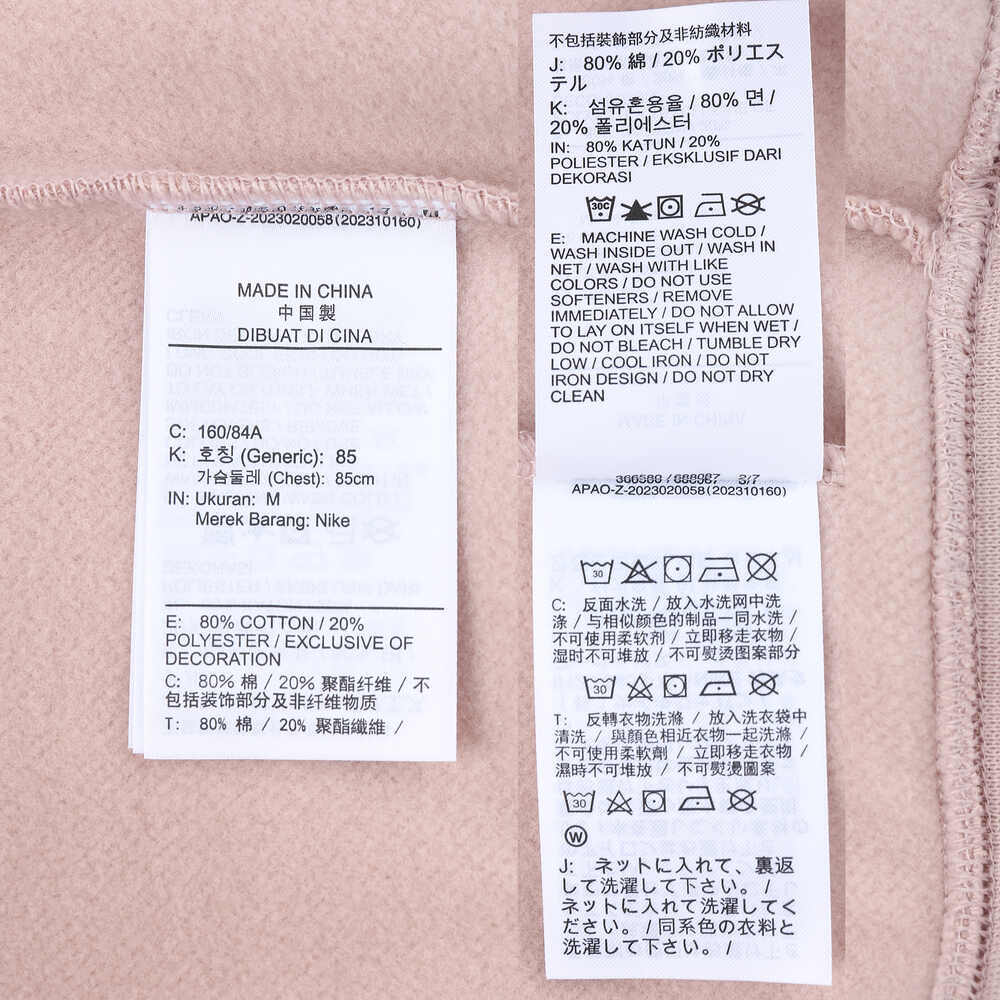 APAO-Z-2023020058(202310160)
MADE IN CHINA
中国製
DIBUAT DI CINA
C: 160/84A
K: 호칭 (Generic): 85
가슴둘레 (Chest): 85cm
IN: Ukuran: M
Merek Barang: Nike
E: 80% COTTON / 20%
POLYESTER / EXCLUSIVE OF
DECORATION
C: 80% 棉 / 20% 聚酯纤维 / 不
包括装饰部分及非纤维物质
T: 80% 棉 / 20% 聚酯纖維 /
不包括裝飾部分及非紡織材料
J: 80% 綿 / 20% ポリエス
テル
K: 섬유혼용율 / 80% 면 /
20% 폴리에스터
IN: 80% KATUN / 20%
POLIESTER / EKSKLUSIF DARI
DEKORASI
30C
E: MACHINE WASH COLD /
WASH INSIDE OUT / WASH IN
NET / WASH WITH LIKE
COLORS / DO NOT USE
SOFTENERS / REMOVE
IMMEDIATELY / DO NOT ALLOW
TO LAY ON ITSELF WHEN WET /
DO NOT BLEACH / TUMBLE DRY
LOW / COOL IRON / DO NOT
IRON DESIGN / DO NOT DRY
CLEAN
3/7
APAO-Z-2023020058(202310160)
30
C: 反面水洗 / 放入水洗网中洗
涤 / 与相似颜色的制品一同水洗 /
不可使用柔软剂 / 立即移走衣物 /
湿时不可堆放 / 不可熨烫图案部分
30
T: 反轉衣物洗滌 / 放入洗衣袋中
清洗 / 與顏色相近衣物一起洗滌 /
不可使用柔軟劑 / 立即移走衣物 /
濕時不可堆放 / 不可熨燙圖案
30
W
J: ネットに入れて、裏返
して洗濯して下さい。/
ネットに入れて洗濯してく
ださい。/ 同系色の衣料と
洗濯して下さい。/